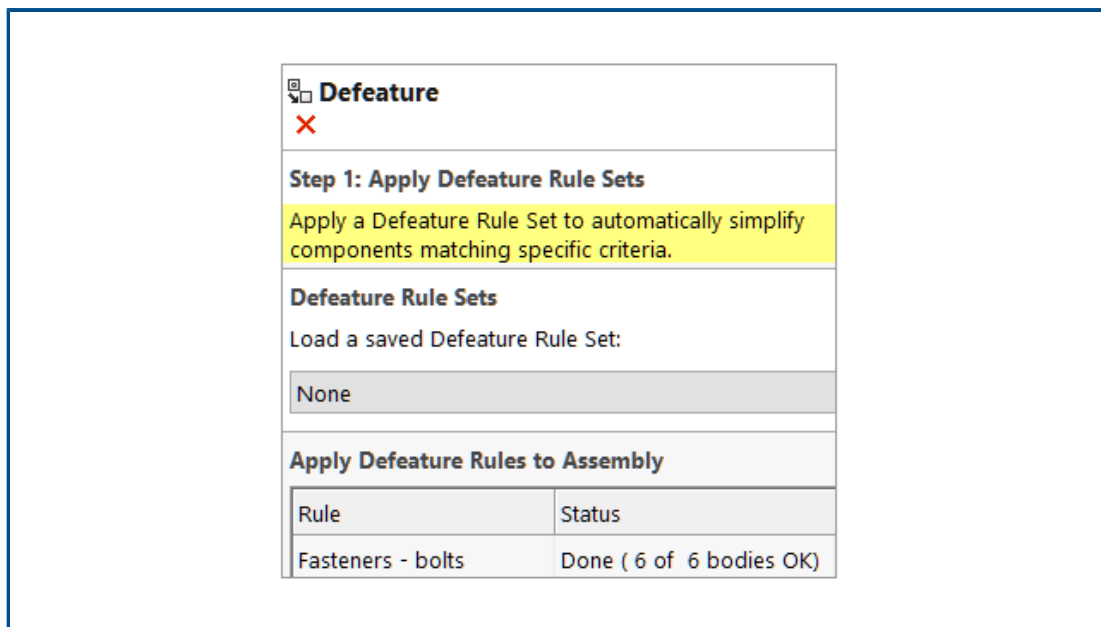 Defeature
Step 1: Apply Defeature Rule Sets
Apply a Defeature Rule Set to automatically simplify
components matching specific criteria.
Defeature Rule Sets
Load a saved Defeature Rule Set:
None
Apply Defeature Rules to Assembly
Rule Status
Fasteners - bolts Done ( 6 of  6 bodies OK)